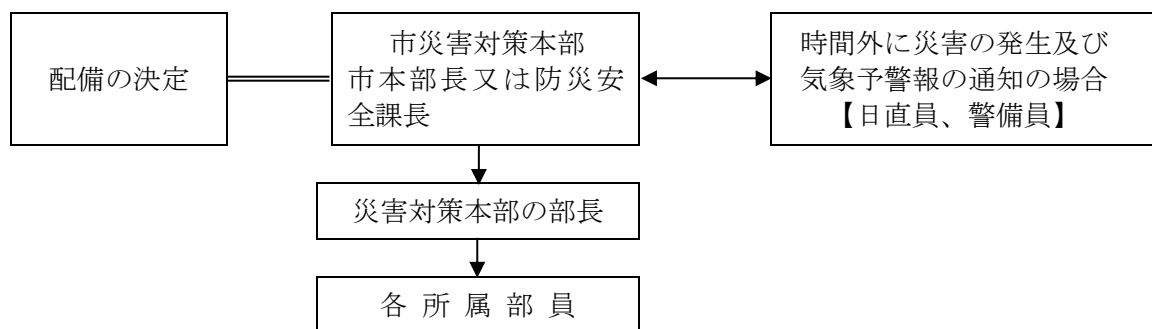 配備の決定
市災害対策本部
市本部長又は防災安
全課長
時間外に災害の発生及び
気象予警報の通知の場合
【日直員、警備員】
災害対策本部の部長
各所属部員